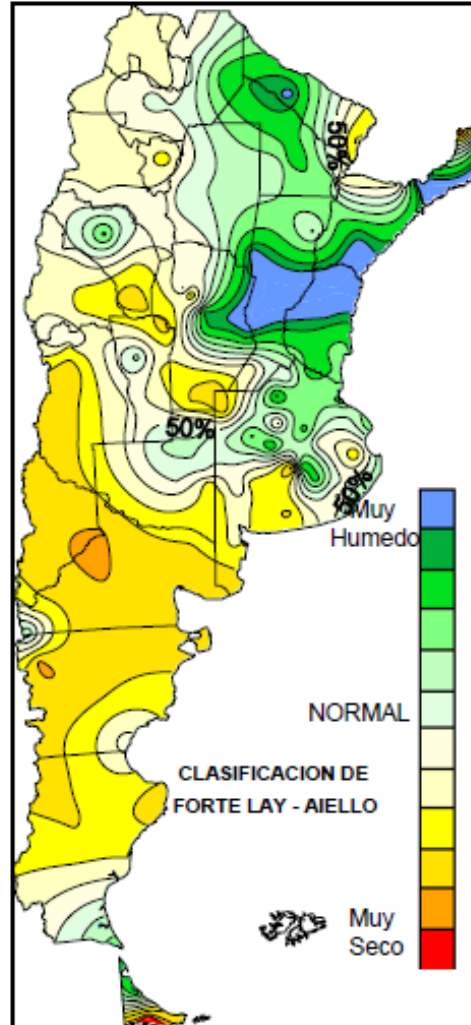 50%
50%
50%
Muy
Humedo
NORMAL
CLASIFICACION DE
FORTE LAY - AIELLO
Muy
Seco